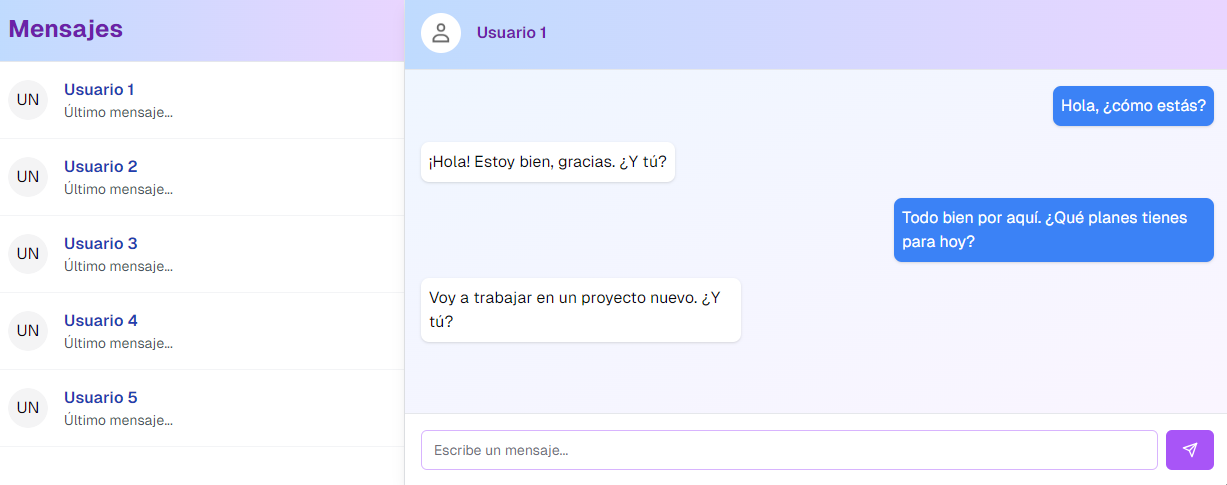 Mensajes
UN
Usuario 1
Último mensaje...
UN
Usuario 2
Último mensaje...
UN
Usuario 3
Último mensaje...
UN
Usuario 4
Último mensaje...
UN
Usuario 5
Último mensaje...
Usuario 1
Hola, ¿cómo estás?
¡Hola! Estoy bien, gracias. ¿Y tú?
Todo bien por aquí. ¿Qué planes tienes
para hoy?
Voy a trabajar en un proyecto nuevo. ¿Y
tú?
Escribe un mensaje...